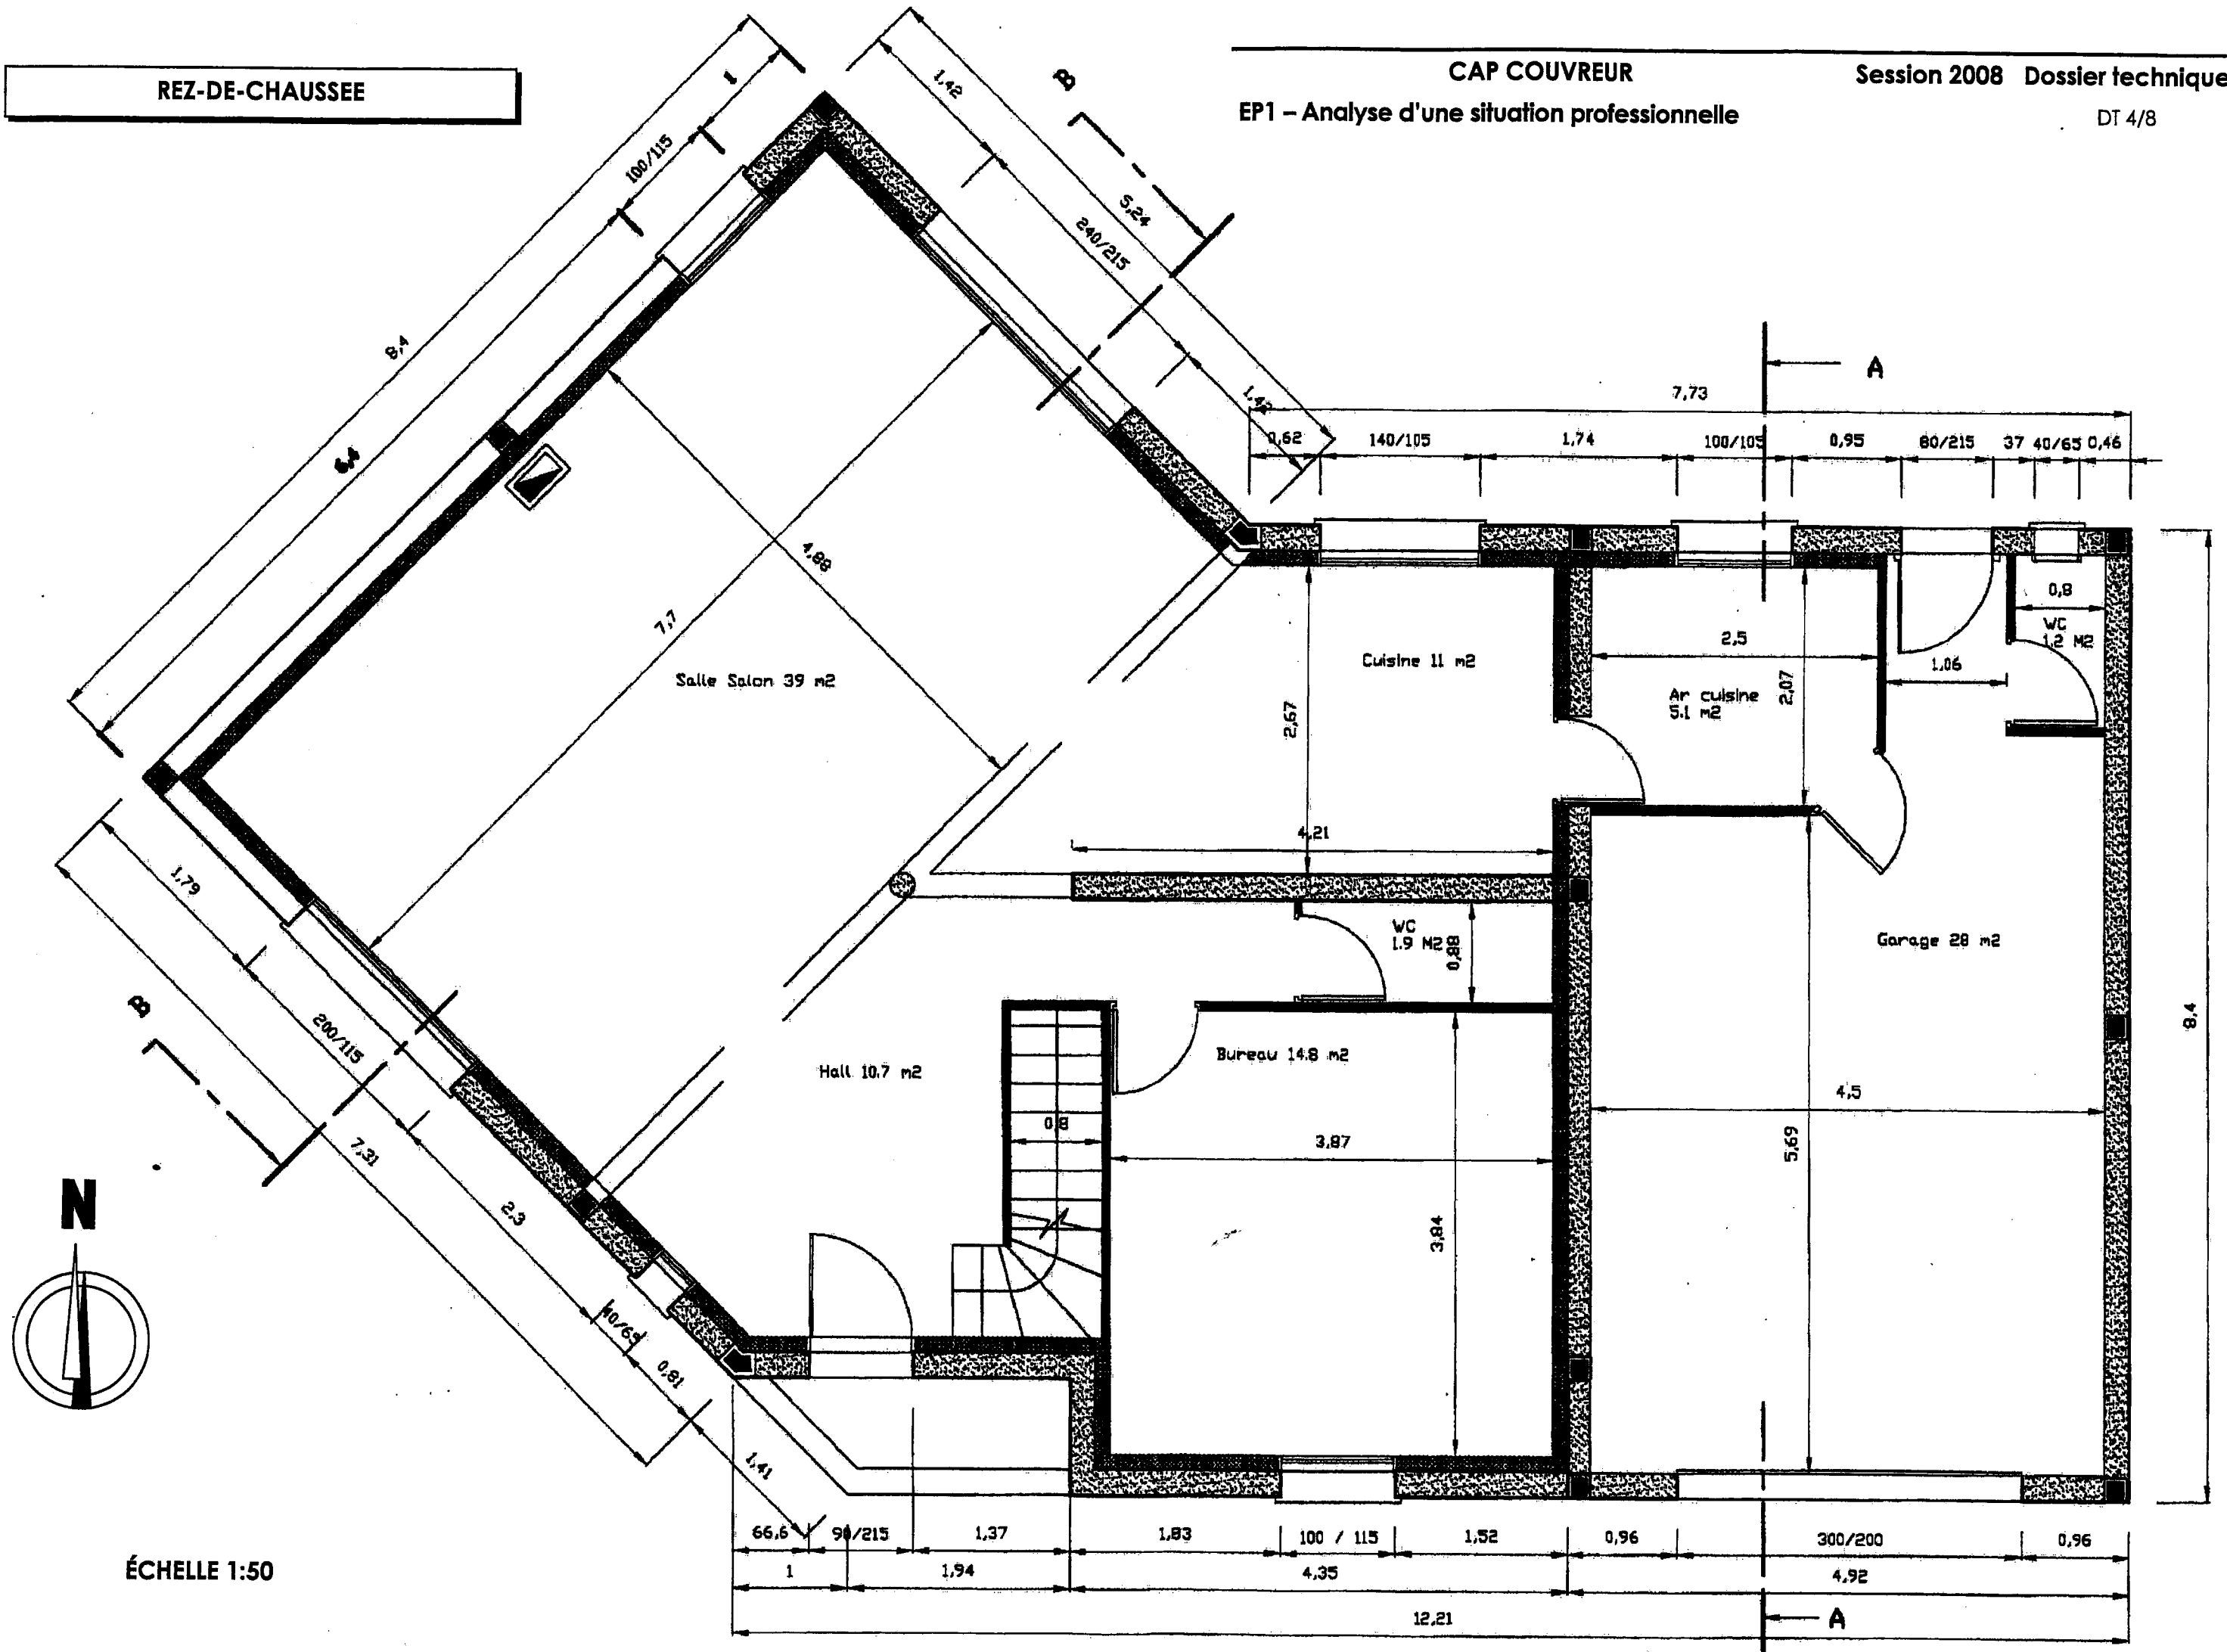 REZ-DE-CHAUSSEE
CAP COUVREUR
Session 2008 Dossier technique
EP1 – Analyse d'une situation professionnelle
DT 4/8
1
100/115
8,4
6,4
1,42
5,24
240/215
1,42
B
A
7,73
0,62 140/105 1,74 100/105 0,95 80/215 37 40/65 0,46
4,88
7,7
Salle Salon 39 m2
Cuisine 11 m2
2,67
4,21
2,5
Ar cuisine
5.1 m2
2,07
1,06
0,8
WC
1.2 M2
WC
1.9 M2
0,88
Garage 28 m2
8,4
Hall 10.7 m2
Bureau 14.8 m2
0,8
3,87
3,84
4,5
5,69
1,79
200/115
7,31
2,3
40/65
0,81
1,41
B
N
66,6 90/215 1,37 1,83 100 / 115 1,52 0,96 300/200 0,96
1 1,94 4,35 4,92
12,21
A
ÉCHELLE 1:50